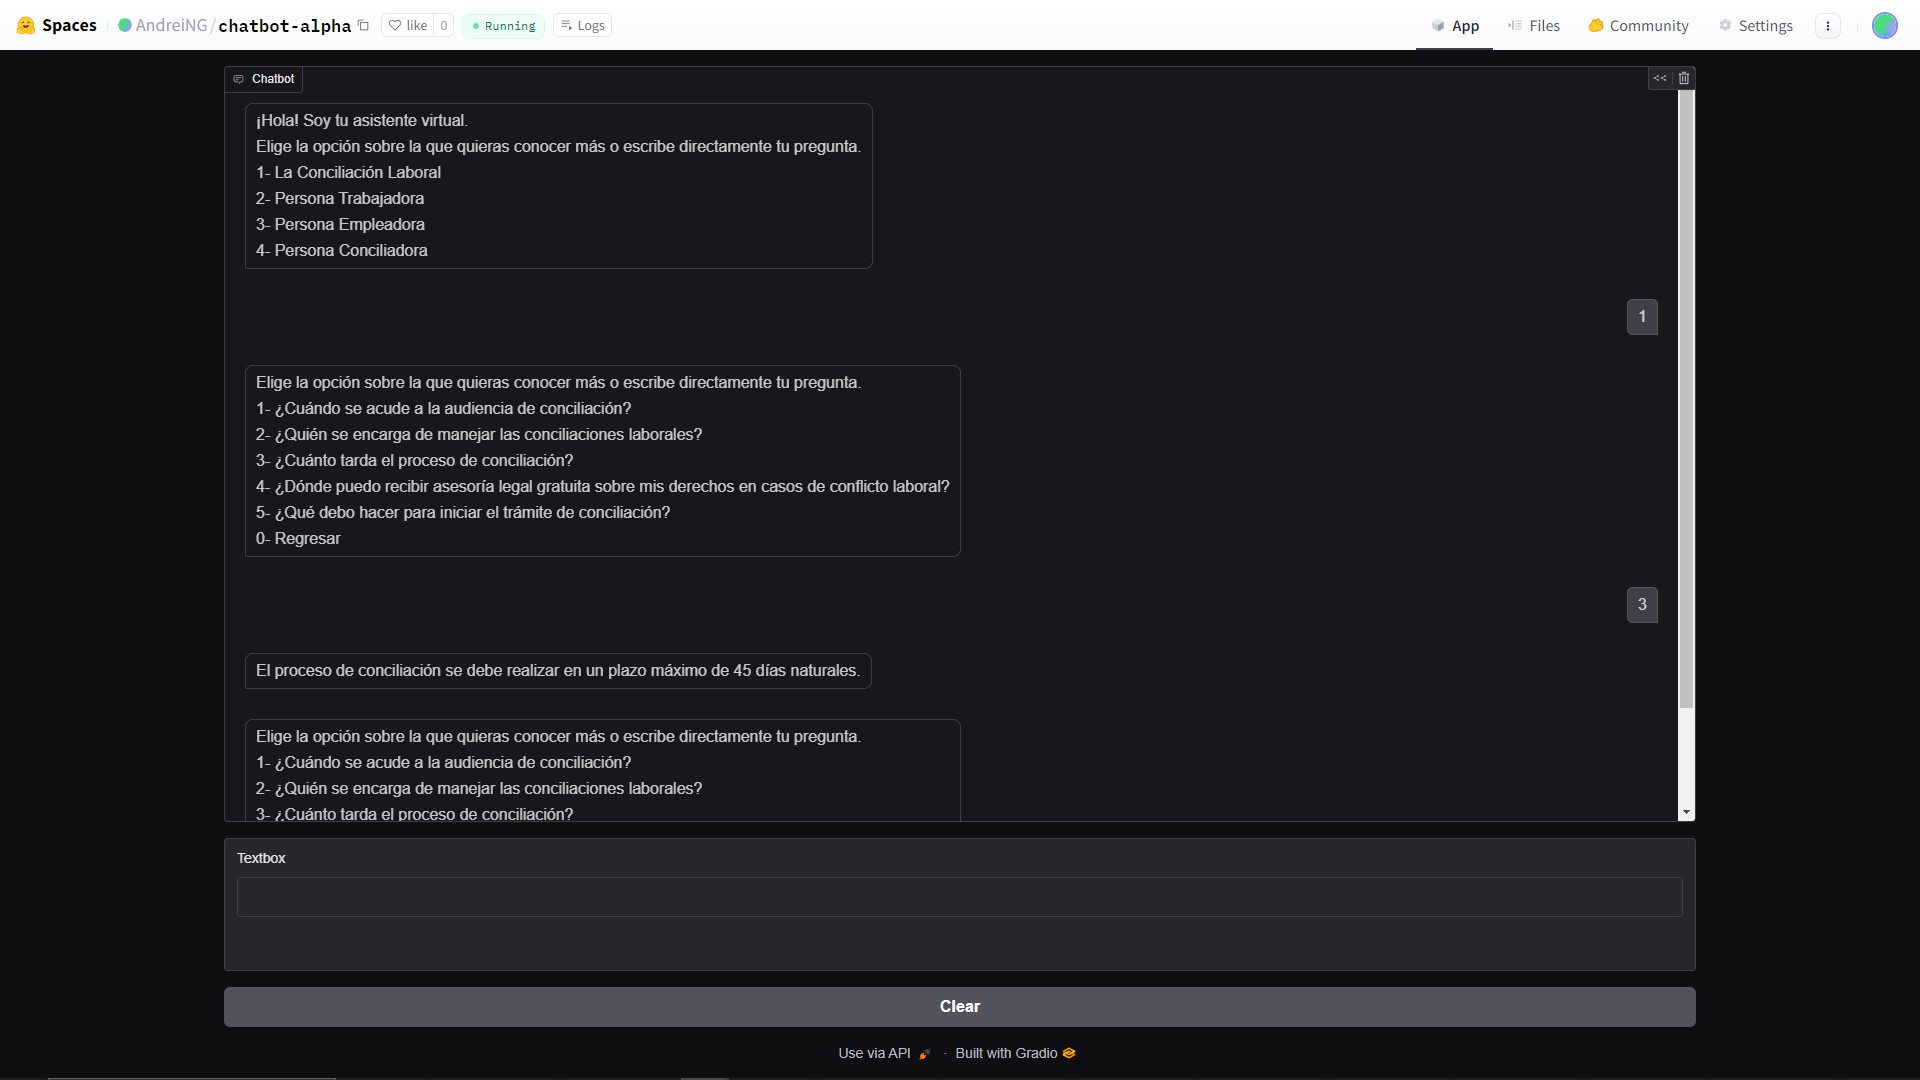 Spaces AndreiNG/chatbot-alpha like 0 Running Logs App Files Community Settings
Chatbot
¡Hola! Soy tu asistente virtual.
Elige la opción sobre la que quieras conocer más o escribe directamente tu pregunta.
1- La Conciliación Laboral
2- Persona Trabajadora
3- Persona Empleadora
4- Persona Conciliadora
1
Elige la opción sobre la que quieras conocer más o escribe directamente tu pregunta.
1- ¿Cuándo se acude a la audiencia de conciliación?
2- ¿Quién se encarga de manejar las conciliaciones laborales?
3- ¿Cuánto tarda el proceso de conciliación?
4- ¿Dónde puedo recibir asesoría legal gratuita sobre mis derechos en casos de conflicto laboral?
5- ¿Qué debo hacer para iniciar el trámite de conciliación?
0- Regresar
3
El proceso de conciliación se debe realizar en un plazo máximo de 45 días naturales.
Elige la opción sobre la que quieras conocer más o escribe directamente tu pregunta.
1- ¿Cuándo se acude a la audiencia de conciliación?
2- ¿Quién se encarga de manejar las conciliaciones laborales?
3- ¿Cuánto tarda el proceso de conciliación?
Textbox
Clear
Use via API · Built with Gradio